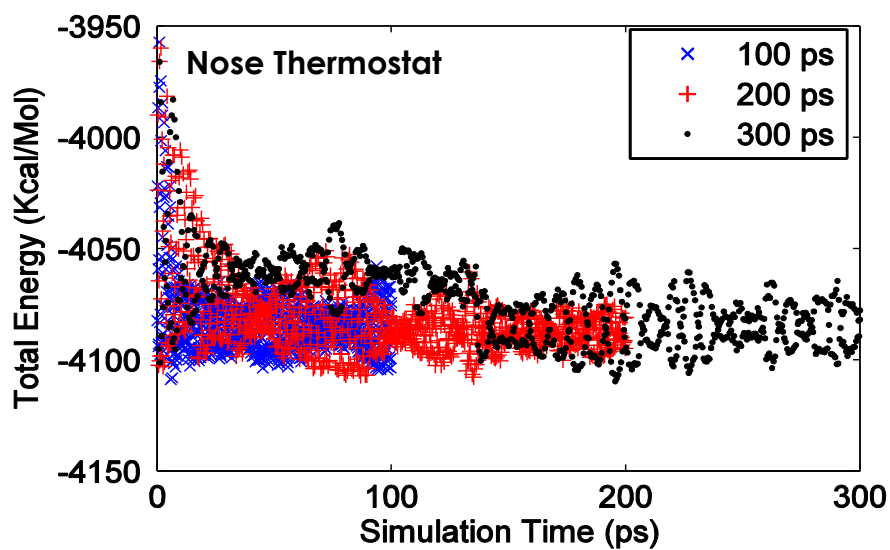 -3950
Nose Thermostat
100 ps
200 ps
300 ps
-4000
-4050
-4100
-4150
Total Energy (Kcal/Mol)
0
100
200
300
Simulation Time (ps)